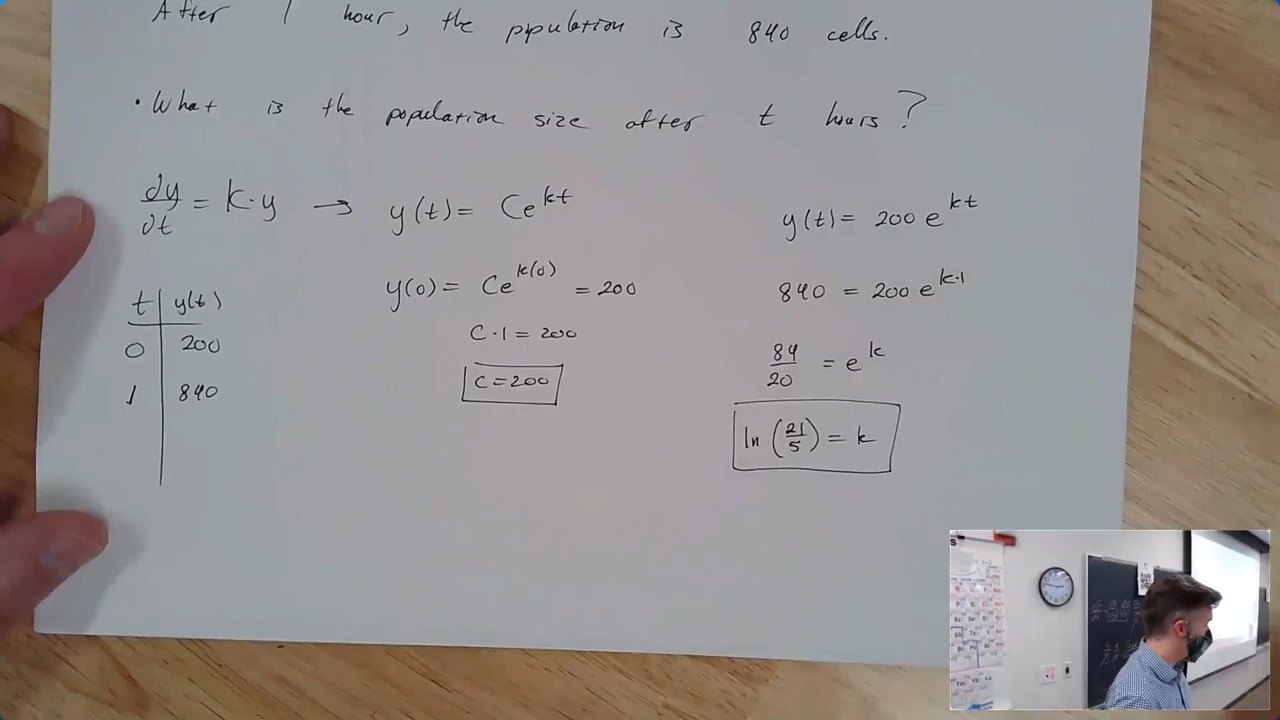 After 1 hour, the population is 840 cells.
• What is the population size after t hours?
dy/dt = k·y → y(t) = Ce^{kt}
y(0) = Ce^{k(0)} = 200
C·1 = 200
C = 200
t | y(t)
0 | 200
1 | 840
y(t) = 200 e^{kt}
840 = 200 e^{k·1}
84/20 = e^k
ln (21/5) = k